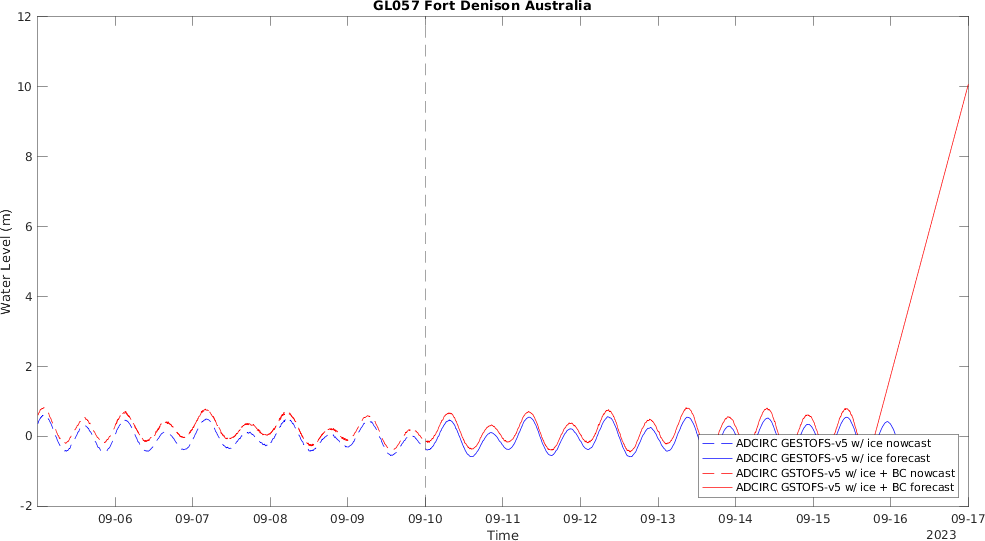 GL057 Fort Denison Australia
12
10
8
6
4
2
0
-2
Water Level (m)
ADCIRC GESTOFS-v5 w/ ice nowcast
ADCIRC GESTOFS-v5 w/ ice forecast
ADCIRC GSTOFS-v5 w/ ice + BC nowcast
ADCIRC GSTOFS-v5 w/ ice + BC forecast
09-06 09-07 09-08 09-09 09-10 09-11 09-12 09-13 09-14 09-15 09-16 09-17
Time
2023